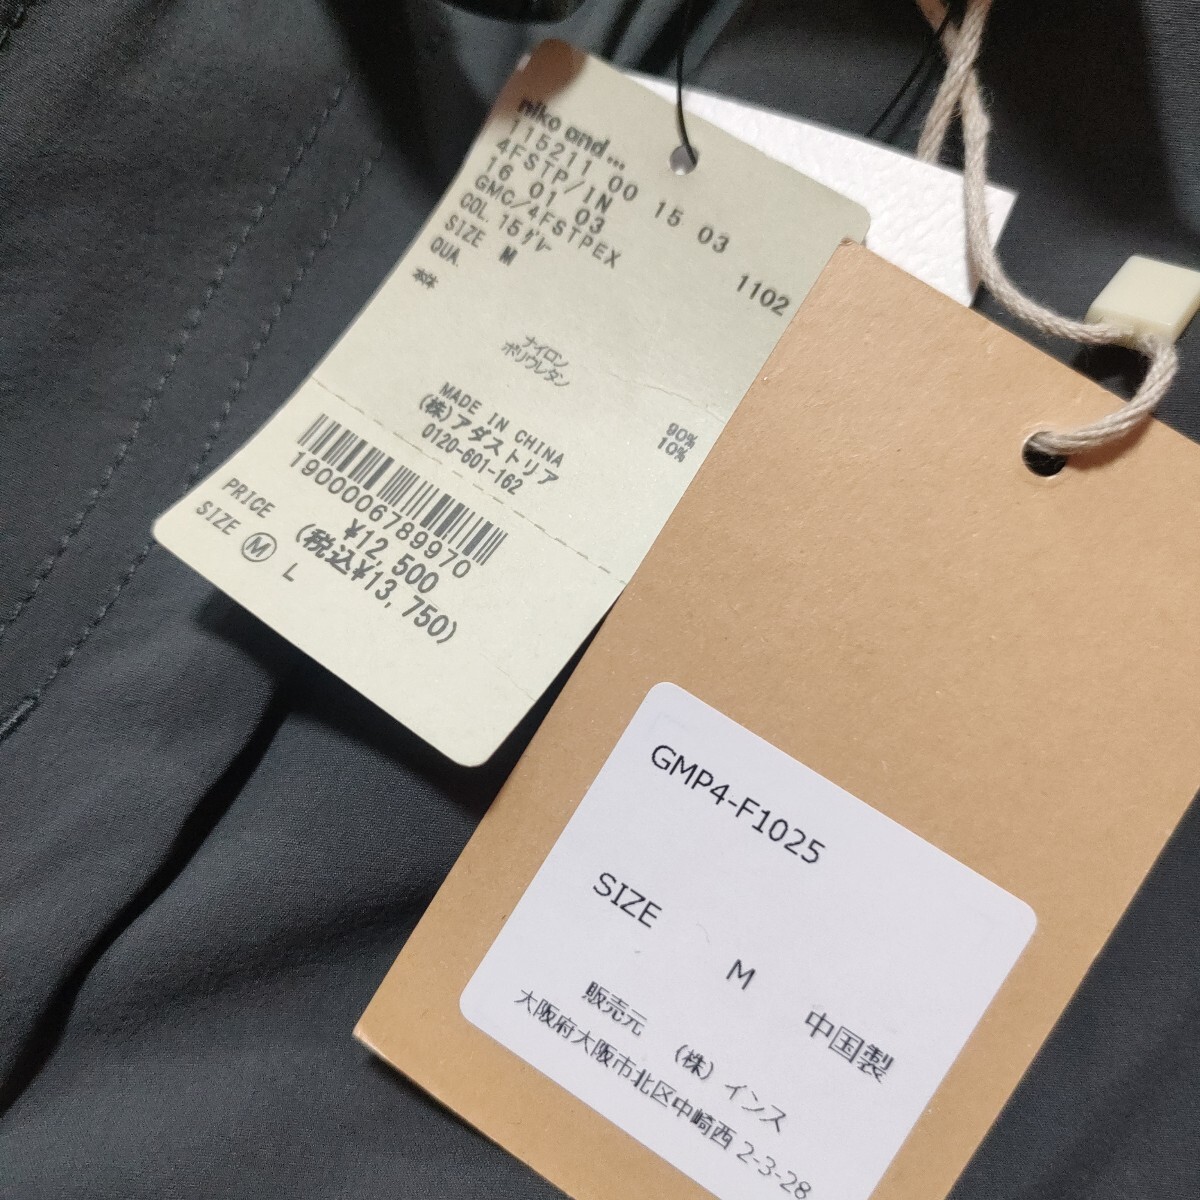 niko and...
115211 00 15 03
4FSTP/IN
16 01 03 1102
GMC/4FSTPEX
COL. 15ｸﾞﾚｰ
SIZE M
QUA.
本体
ナイロン 90%
ポリウレタン 10%
MADE IN CHINA
(株)アダストリア
0120-601-162
1900006789970
PRICE ¥12,500
(税込¥13,750)
SIZE M L
GMP4-F1025
SIZE M
中国製
販売元 (株) インス
大阪府大阪市北区中崎西 2-3-28